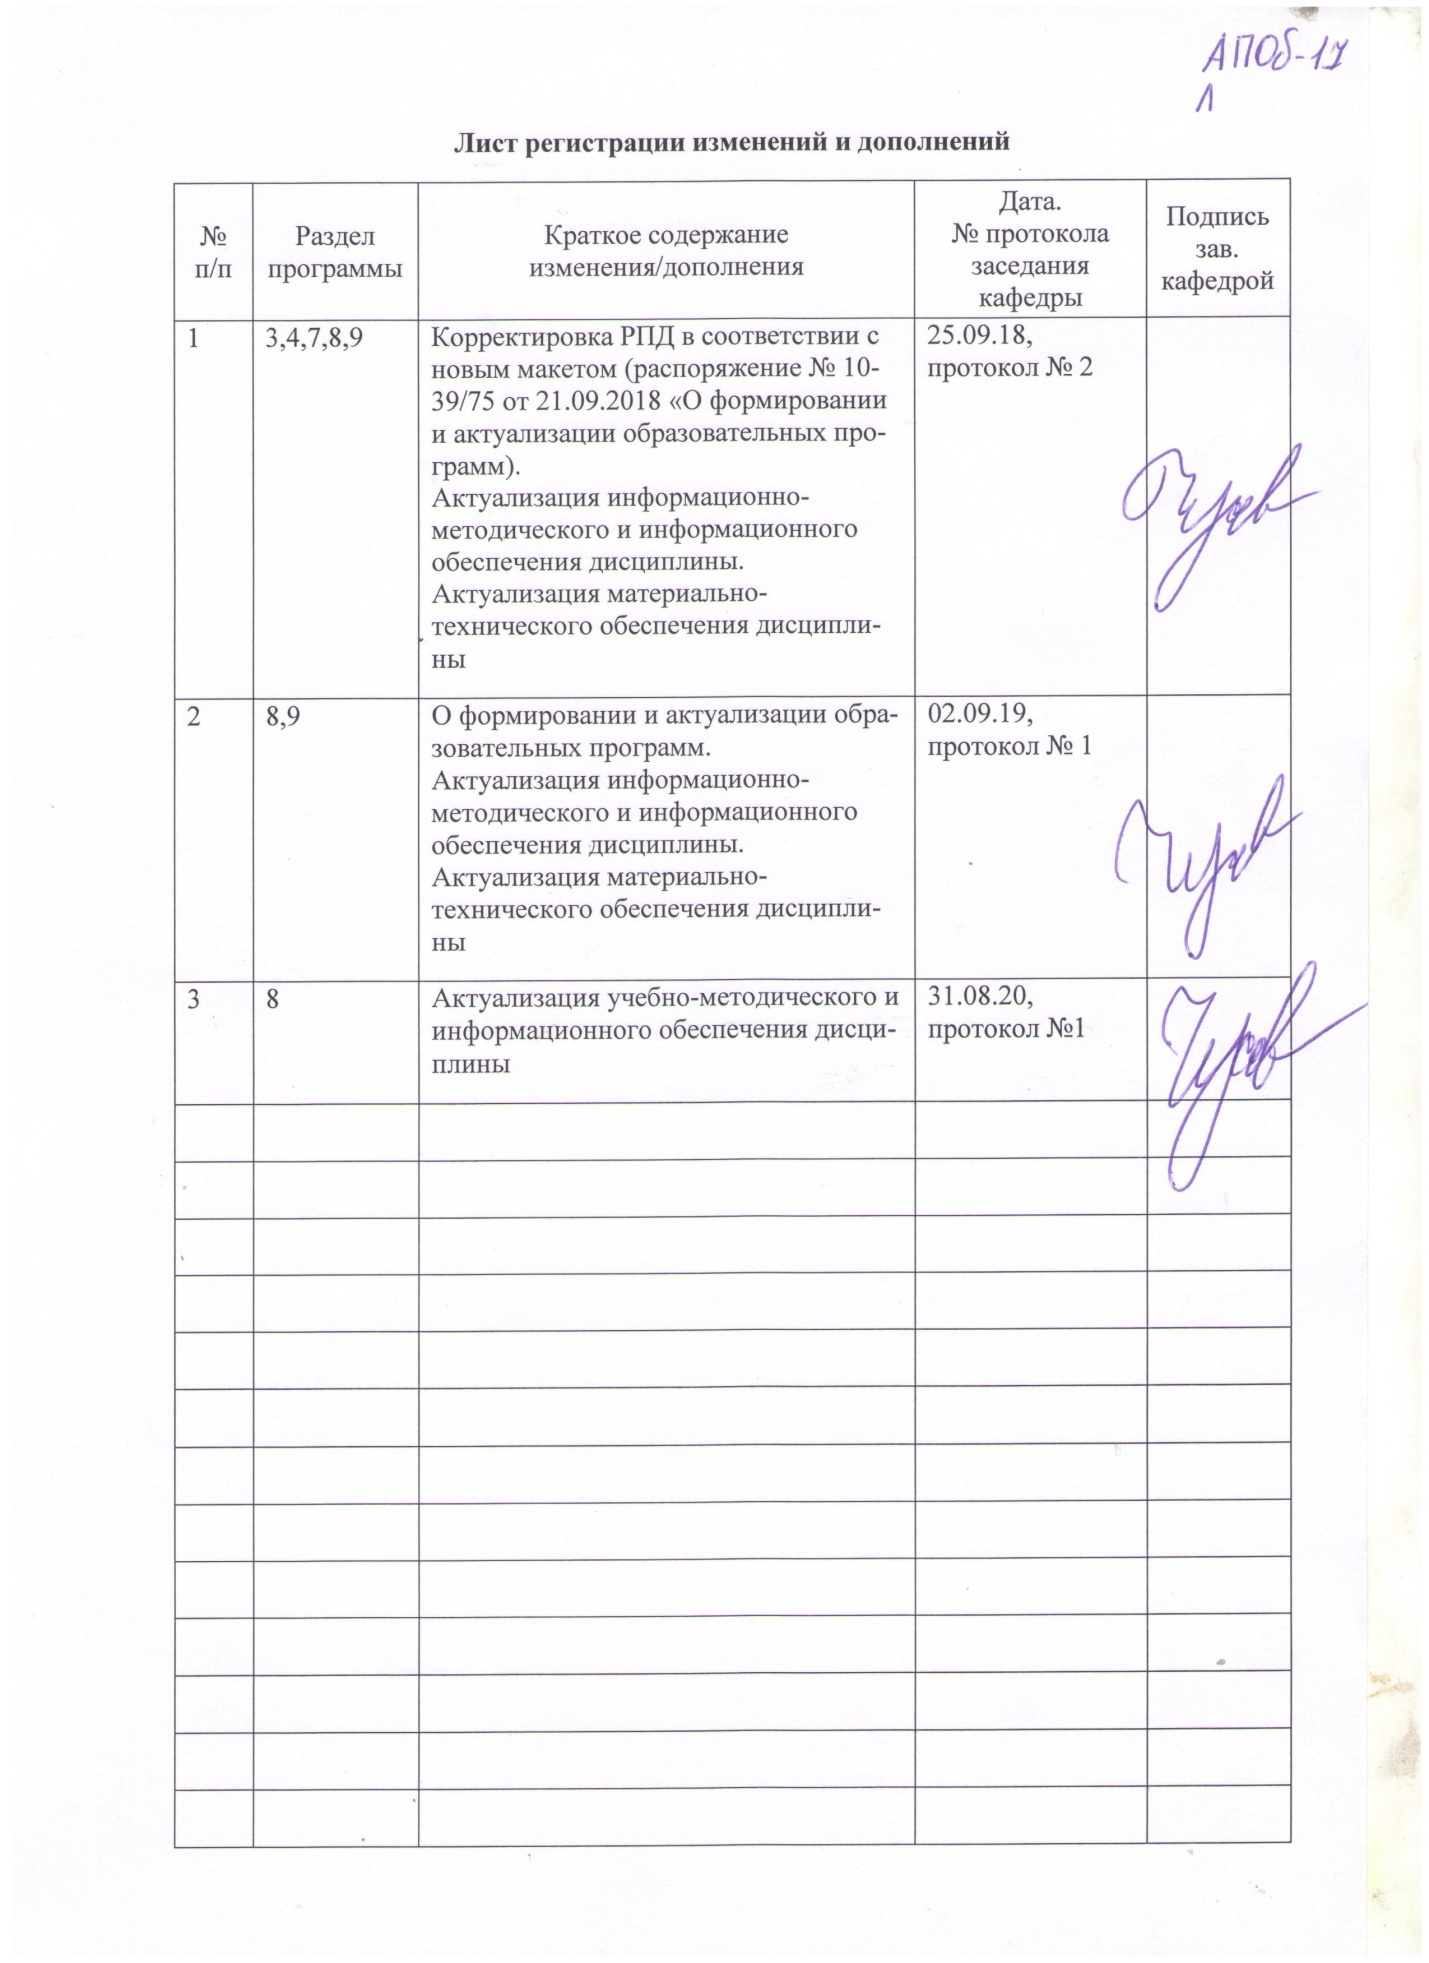 АПОб-17
1
Лист регистрации изменений и дополнений
№
п/п
Раздел
программы
Краткое содержание
изменения/дополнения
Дата.
№ протокола
заседания
кафедры
Подпись
зав.
кафедрой
1
3,4,7,8,9
Корректировка РПД в соответствии с
новым макетом (распоряжение № 10-
39/75 от 21.09.2018 «О формировании
и актуализации образовательных про-
грамм).
Актуализация информационно-
методического и информационного
обеспечения дисциплины.
Актуализация материально-
технического обеспечения дисципли-
ны
25.09.18,
протокол № 2
2
8,9
О формировании и актуализации обра-
зовательных программ.
Актуализация информационно-
методического и информационного
обеспечения дисциплины.
Актуализация материально-
технического обеспечения дисципли-
ны
02.09.19,
протокол № 1
3
8
Актуализация учебно-методического и
информационного обеспечения дисци-
плины
31.08.20,
протокол №1